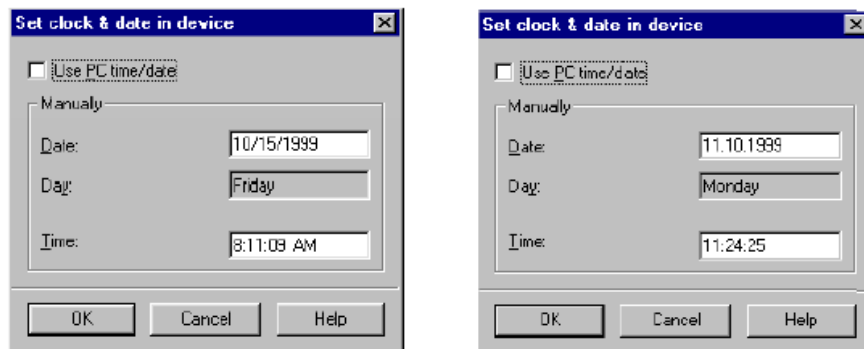 Set clock & date in device
Use PC time/date
Manually
Date: 10/15/1999
Day: Friday
Time: 8:11:09 AM
OK Cancel Help
Set clock & date in device
Use PC time/date
Manually
Date: 11.10.1999
Day: Monday
Time: 11:24:25
OK Cancel Help